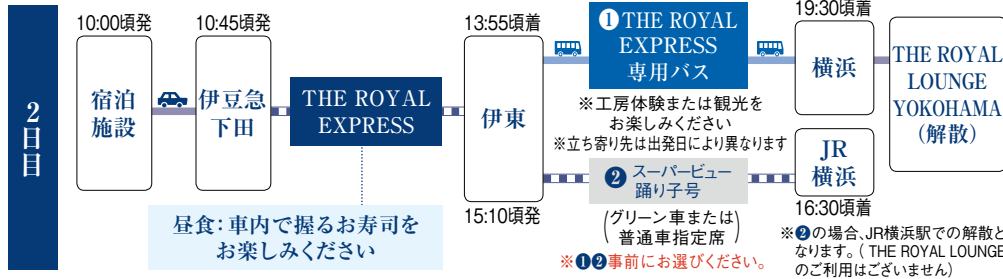 2日目
10:00頃発
宿泊
施設
10:45頃発
伊豆急
下田
THE ROYAL
EXPRESS
昼食:車内で握るお寿司を
お楽しみください
13:55頃着
伊東
15:10頃発
❶THE ROYAL
EXPRESS
専用バス
※工房体験または観光を
お楽しみください
※立ち寄り先は出発日により異なります
❷スーパービュー
踊り子号
(グリーン車または
普通車指定席)
※❶❷事前にお選びください。
19:30頃着
横浜
THE ROYAL
LOUNGE
YOKOHAMA
(解散)
JR
横浜
16:30頃着
※❷の場合、JR横浜駅での解散と
なります。( THE ROYAL LOUNGE
のご利用はございません)